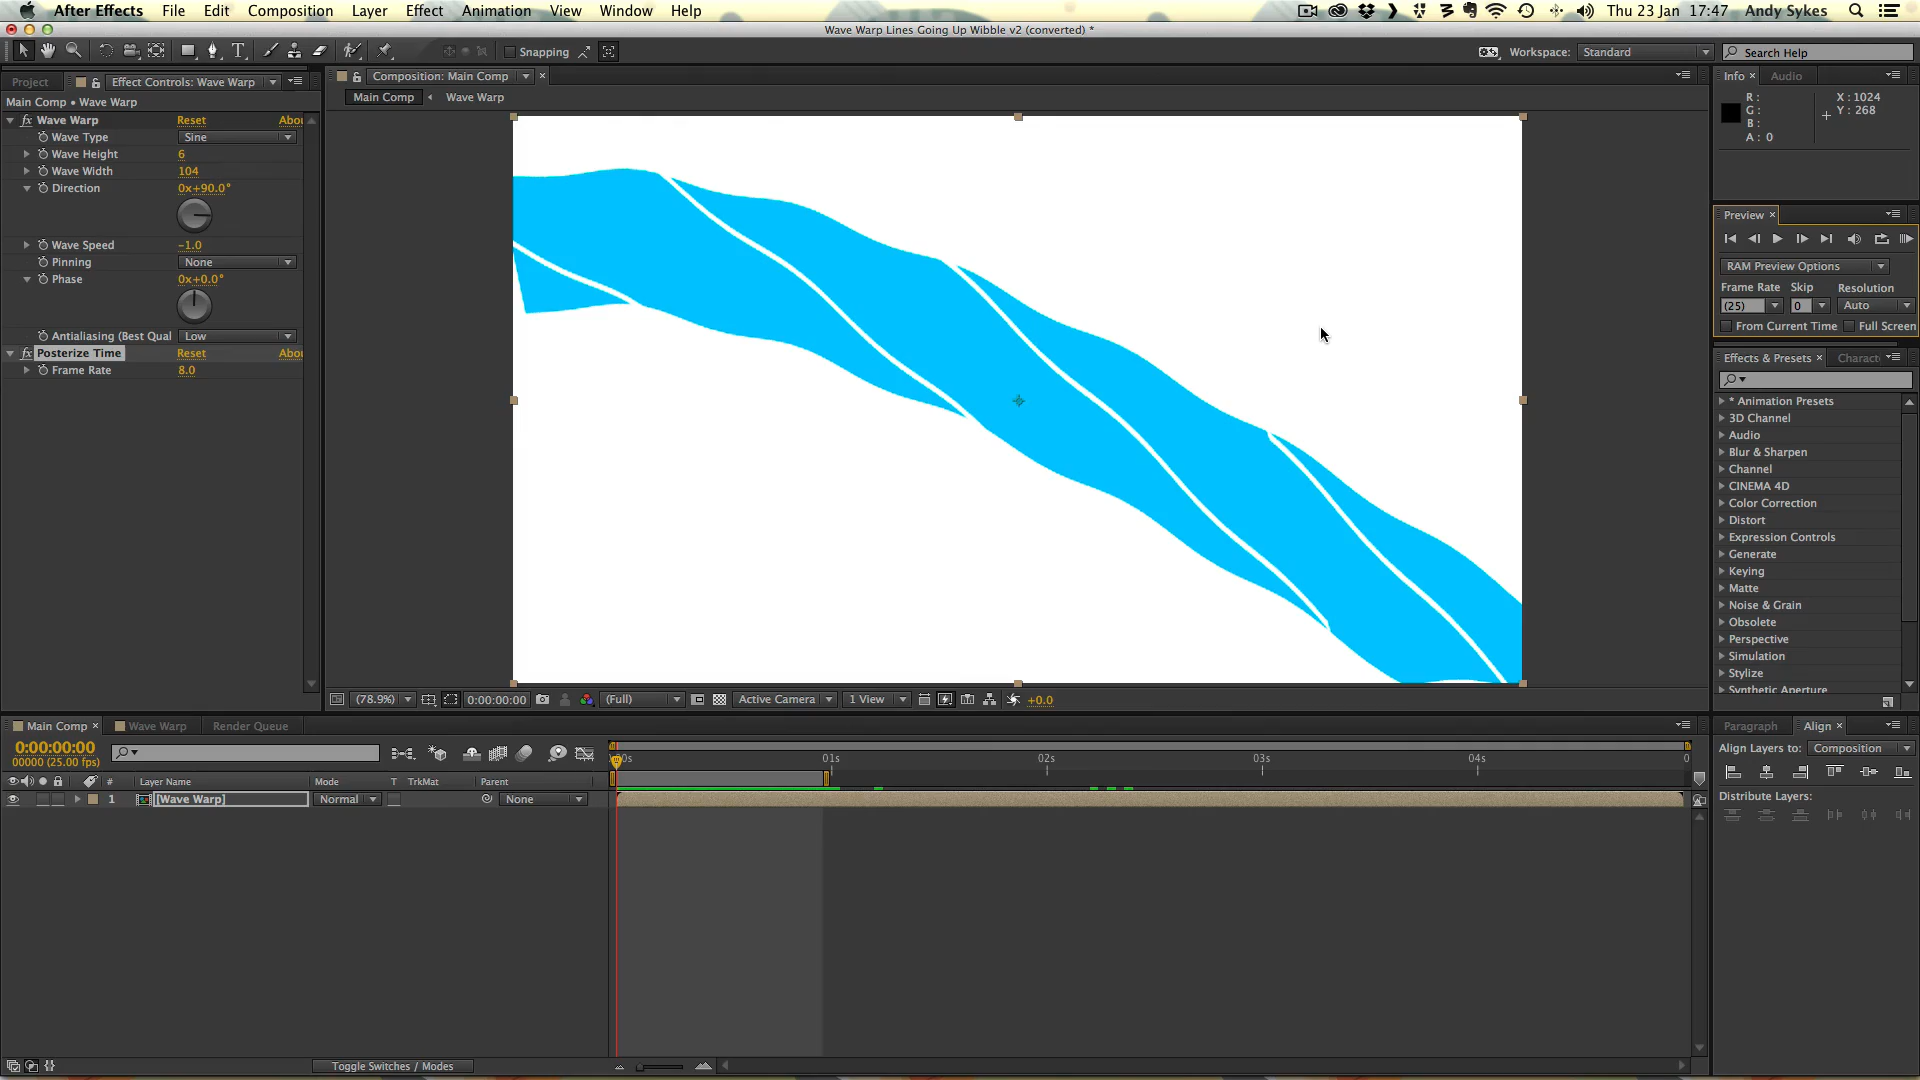 After Effects File Edit Composition Layer Effect Animation View Window Help Thu 23 Jan 17:47 Andy Sykes
Wave Warp Lines Going Up Wibble v2 (converted) *
T Snapping Workspace: Standard Search Help
Project Effect Controls: Wave Warp
Main Comp • Wave Warp
fx Wave Warp Reset Abou
Wave Type Sine
Wave Height 6
Wave Width 104
Direction 0x+90.0°
Wave Speed -1.0
Pinning None
Phase 0x+0.0°
Antialiasing (Best Qual Low
fx Posterize Time Reset Abou
Frame Rate 8.0
Composition: Main Comp
Main Comp Wave Warp
(78.9%) 0:00:00:00 (Full) Active Camera 1 View +0.0
Info Audio
R : X : 1024
G : Y : 268
B :
A : 0
Preview
RAM Preview Options
Frame Rate Skip Resolution
(25) 0 Auto
From Current Time Full Screen
Effects & Presets Characte
* Animation Presets
3D Channel
Audio
Blur & Sharpen
Channel
CINEMA 4D
Color Correction
Distort
Expression Controls
Generate
Keying
Matte
Noise & Grain
Obsolete
Perspective
Simulation
Stylize
Synthetic Aperture
Main Comp Wave Warp Render Queue
0:00:00:00
00000 (25.00 fps)
0s 01s 02s 03s 04s 0
# Layer Name Mode T TrkMat Parent
1 [Wave Warp] Normal None
Toggle Switches / Modes
Paragraph Align
Align Layers to: Composition
Distribute Layers: